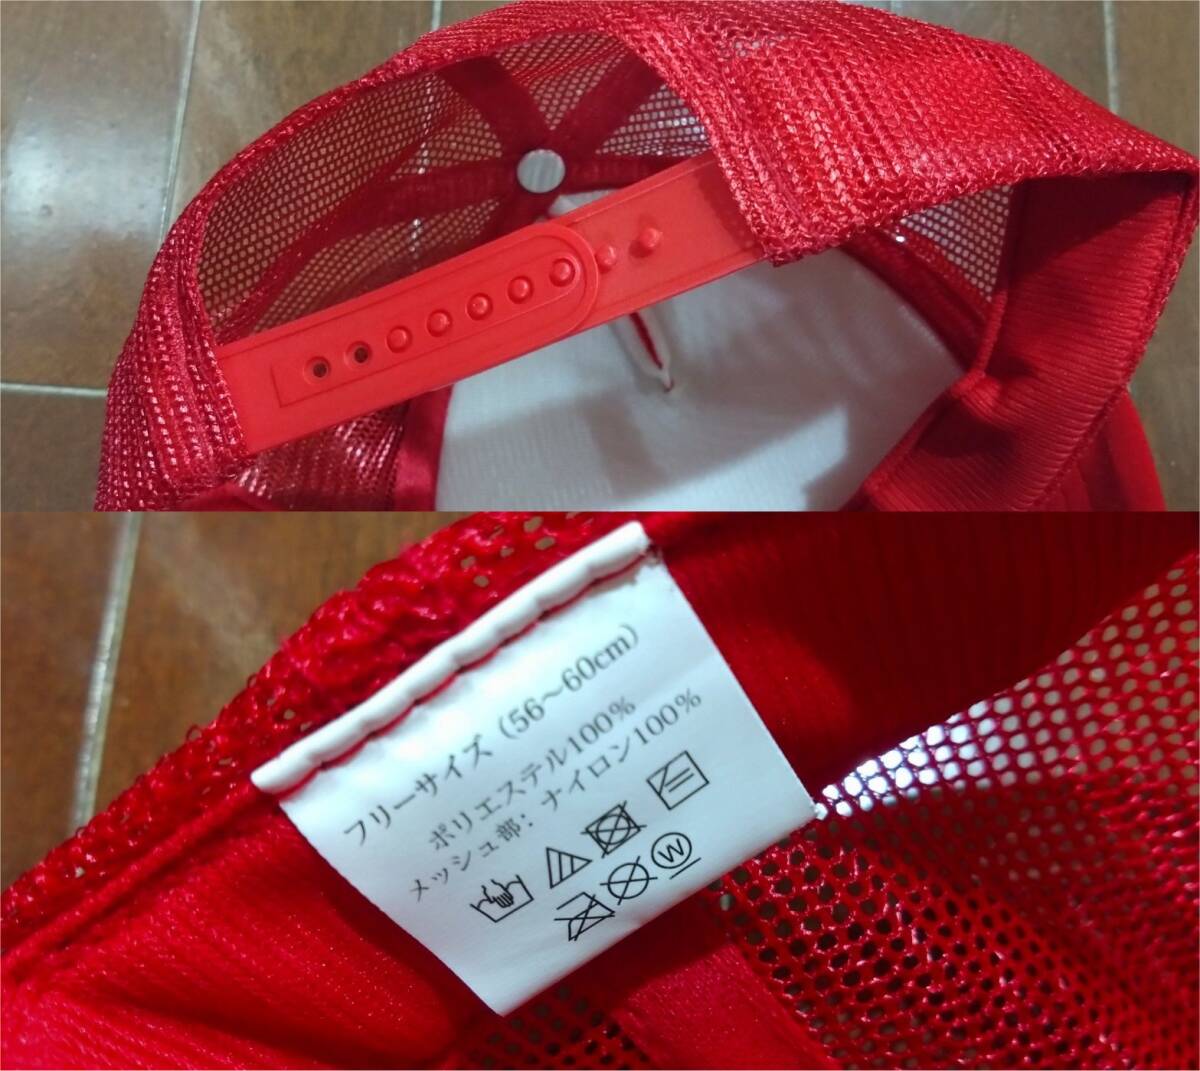 フリーサイズ (56～60cm)
ポリエステル100%
メッシュ部：ナイロン100%
W